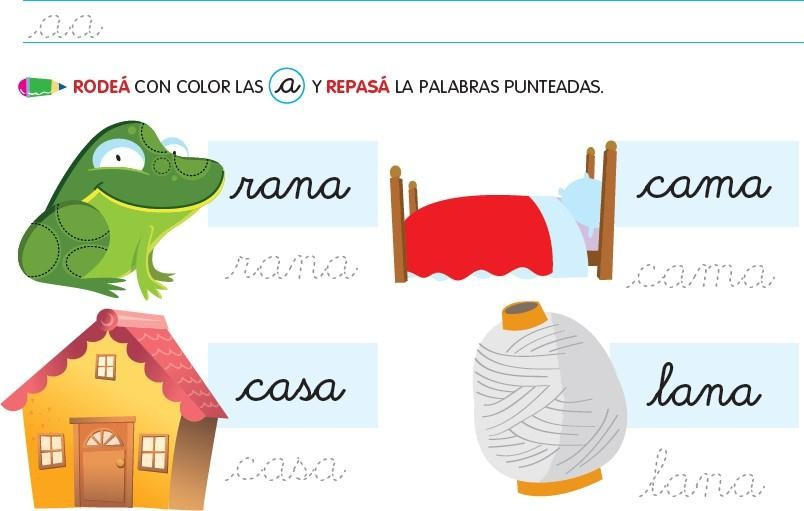 aa
RODEÁ CON COLOR LAS a Y REPASÁ LA PALABRAS PUNTEADAS.
rana
rana
cama
cama
casa
casa
lana
lana